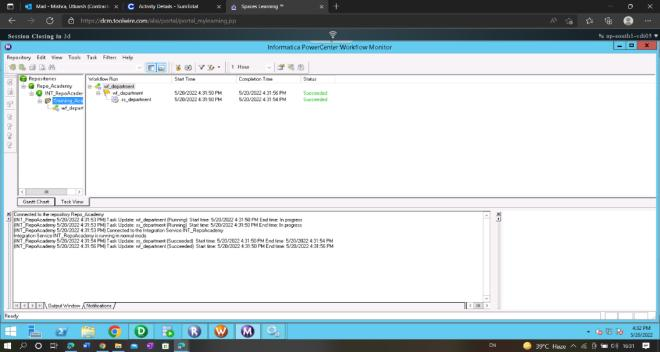 Mail - Mishra, Utkarsh (Contract
Activity Details - SumTotal
Spaces Learning ™
https://dcm.toolwire.com/alai/portal/portal_mylearning.jsp
Session Closing in 3d
Informatica PowerCenter Workflow Monitor
Repository Edit View Tools Task Filters Help
1 Hour
Repositories
Repo_Academy
INT_RepoAcader
Training_Aca
wf_depart
Workflow Run Start Time Completion Time Status
wf_department
wf_department 5/20/2022 4:31:50 PM 5/20/2022 4:31:56 PM Succeeded
ss_department 5/20/2022 4:31:50 PM 5/20/2022 4:31:54 PM Succeeded
Gantt Chart Task View
Connected to the repository Repo_Academy
(INT_RepoAcademy 5/20/2022 4:31:53 PM) Task Update: wf_department (Running) Start time: 5/20/2022 4:31:50 PM End time: In progress
(INT_RepoAcademy 5/20/2022 4:31:53 PM) Task Update: ss_department (Running) Start time: 5/20/2022 4:31:50 PM End time: In progress
(INT_RepoAcademy 5/20/2022 4:31:53 PM) Connected to the Integration Service INT_RepoAcademy
Integration Service INT_RepoAcademy is running in normal mode
(INT_RepoAcademy 5/20/2022 4:31:54 PM) Task Update: ss_department (Succeeded) Start time: 5/20/2022 4:31:50 PM End time: 5/20/2022 4:31:54 PM
(INT_RepoAcademy 5/20/2022 4:31:56 PM) Task Update: wf_department (Succeeded) Start time: 5/20/2022 4:31:50 PM End time: 5/20/2022 4:31:56 PM
Output Window Notifications
Ready
4:32 PM
5/20/2022
39°C Haze
16:31